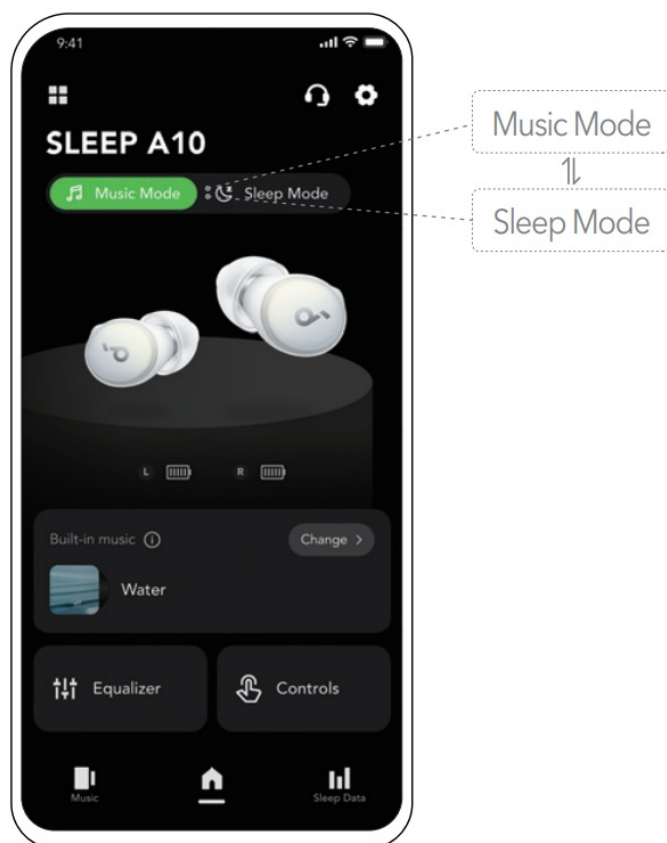 9:41
SLEEP A10
Music Mode
Sleep Mode
Music Mode
Sleep Mode
L
R
Built-in music
Change >
Water
Equalizer
Controls
Music
Sleep Data